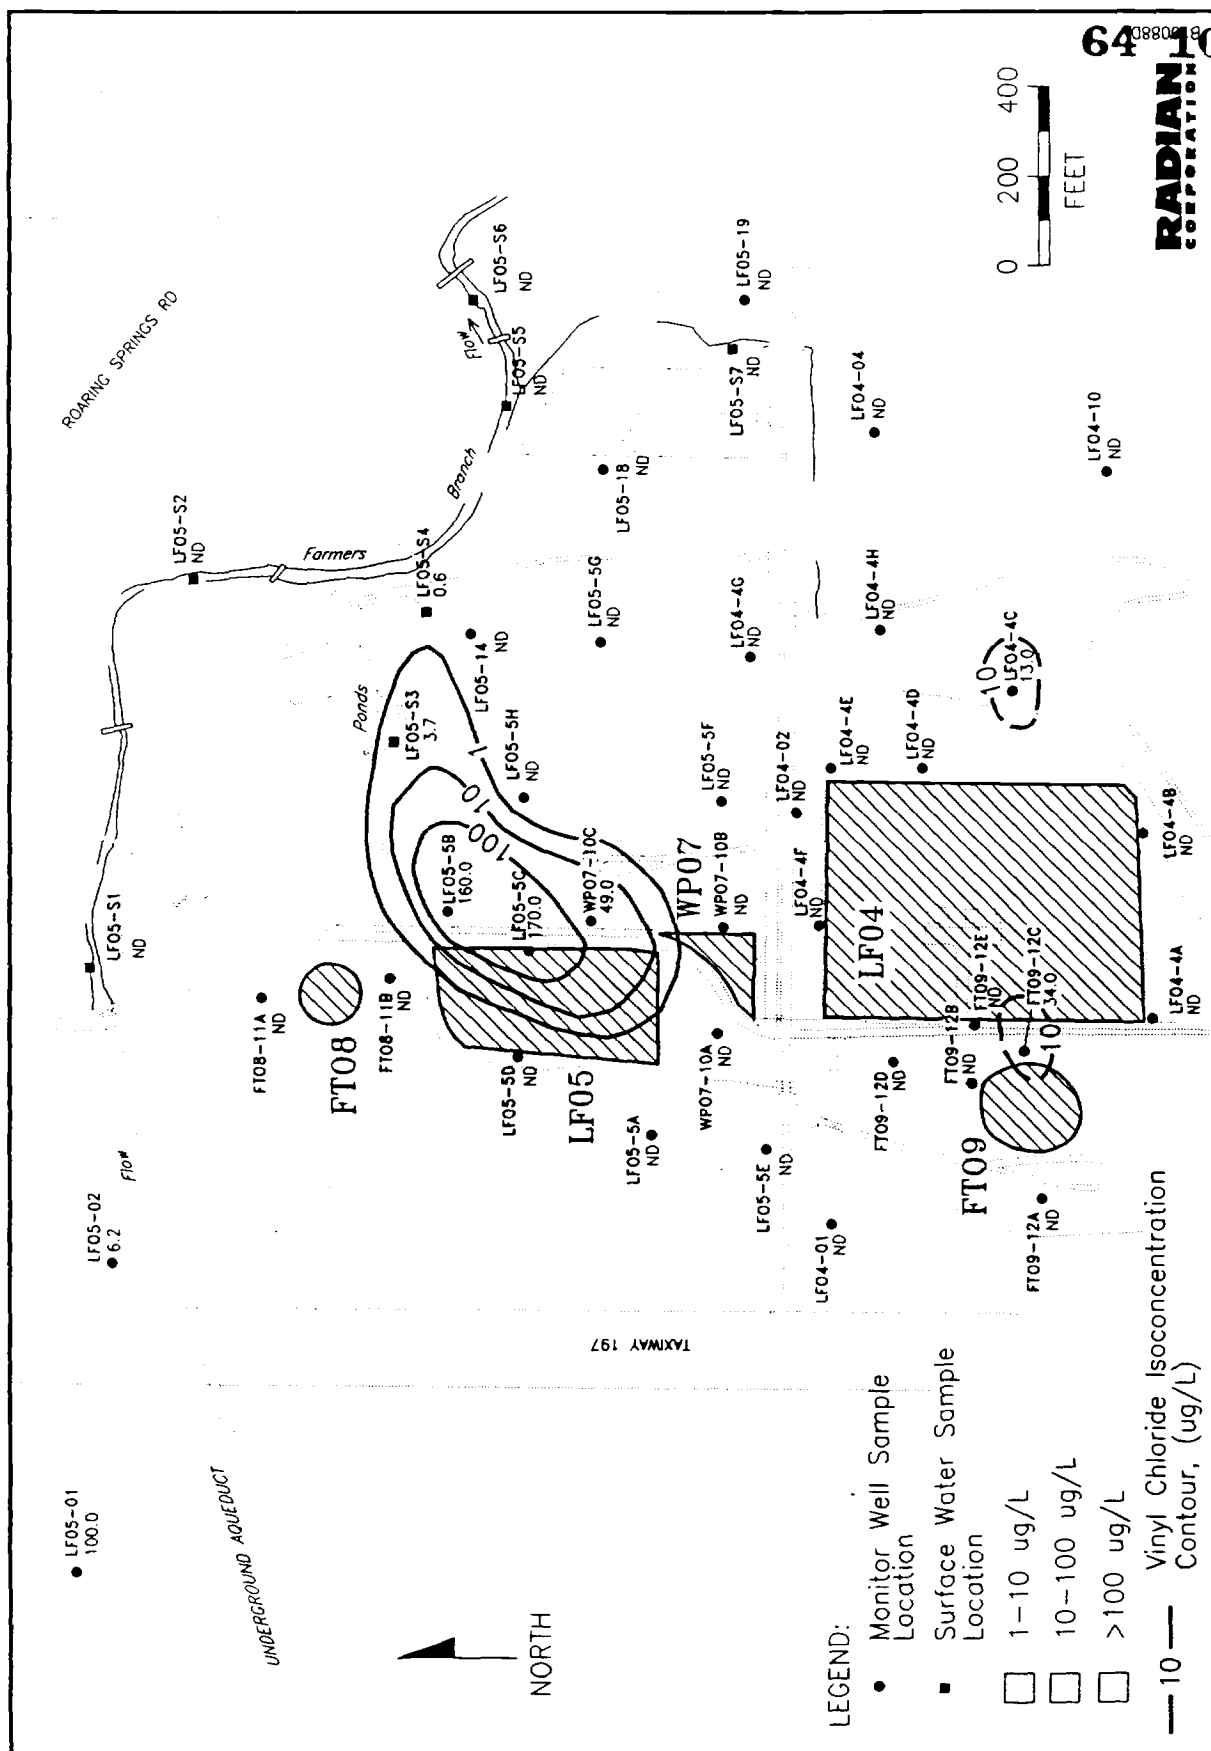 64 10
B120088D
RADIAN
CORPORATION
0 200 400
FEET
ROARING SPRINGS RD
LF05-S6
ND
Flow
LF05-S5
ND
LF05-19
ND
LF05-S7
ND
LF04-04
ND
LF04-10
ND
LF05-18
ND
LF05-S2
ND
Farmers
Branch
LF05-S4
0.6
LF05-5G
ND
LF05-14
ND
LF04-4G
ND
LF04-4H
ND
LF04-4C
13.0
10
Ponds
LF05-S3
3.7
LF05-5H
ND
LF05-5F
ND
LF04-02
ND
LF04-4E
ND
LF04-4D
ND
LF04-4B
ND
1
10
100
LF05-5B
160.0
LF05-5C
170.0
WP07-10C
49.0
WP07
WP07-10B
ND
LF04-4F
ND
LF04
LF04-4A
ND
LF05-S1
ND
FT08-11A
ND
FT08
FT08-11B
ND
LF05-5D
ND
LF05
LF05-5A
ND
WP07-10A
ND
LF05-5E
ND
FT09-12D
ND
FT09-12B
ND
FT09-12E
ND
FT09-12C
34.0
10
FT09
FT09-12A
ND
LF04-01
ND
LF05-02
6.2
Flow
TAXIWAY 197
LF05-01
100.0
UNDERGROUND AQUEDUCT
NORTH
LEGEND:
Monitor Well Sample
Location
Surface Water Sample
Location
1-10 ug/L
10-100 ug/L
>100 ug/L
10 Vinyl Chloride Isoconcentration
Contour, (ug/L)